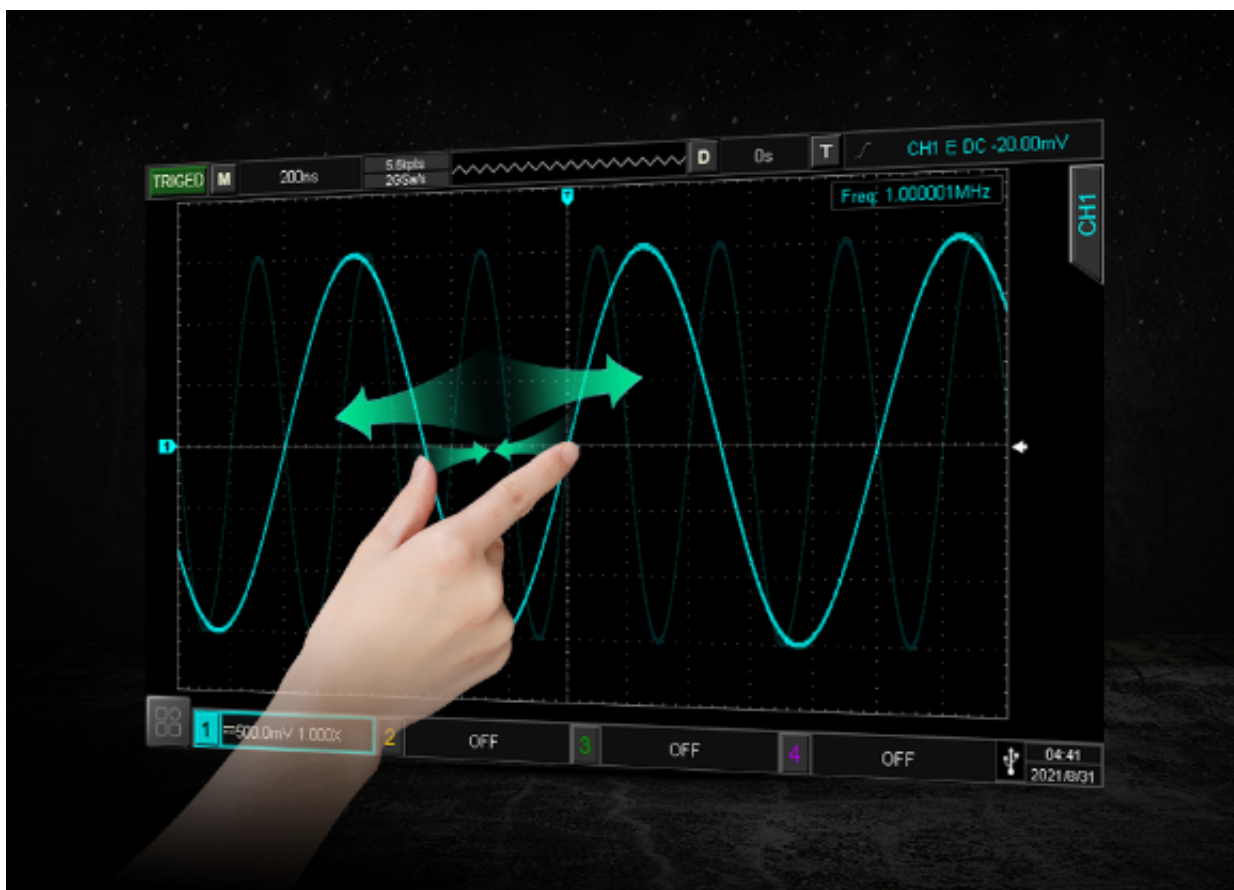 TRIGED M 200ns 5.6kpts D 0s T CH1 E DC -20.00mV
2GSa/s
T
Freq: 1.000001MHz
CH1
1
1 500.0mV 1.000X 2 OFF 3 OFF 4 OFF 04:41
2021/8/31